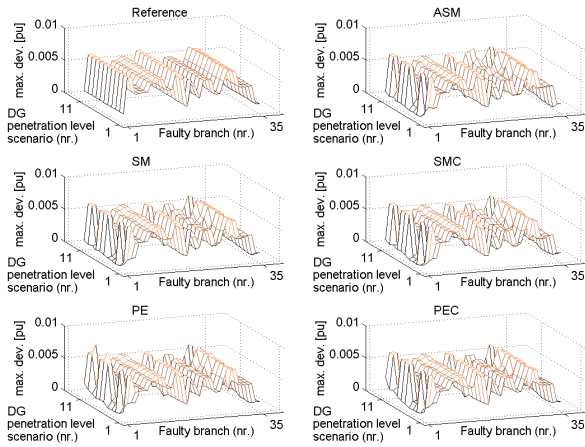 Reference
max. dev. [pu]
0.01
0.005
0
11
1
DG
penetration level
scenario (nr.)
1
35
Faulty branch (nr.)
ASM
max. dev. [pu]
0.01
0.005
0
11
1
DG
penetration level
scenario (nr.)
1
35
Faulty branch (nr.)
SM
max. dev. [pu]
0.01
0.005
0
11
1
DG
penetration level
scenario (nr.)
1
35
Faulty branch (nr.)
SMC
max. dev. [pu]
0.01
0.005
0
11
1
DG
penetration level
scenario (nr.)
1
35
Faulty branch (nr.)
PE
max. dev. [pu]
0.01
0.005
0
11
1
DG
penetration level
scenario (nr.)
1
35
Faulty branch (nr.)
PEC
max. dev. [pu]
0.01
0.005
0
11
1
DG
penetration level
scenario (nr.)
1
35
Faulty branch (nr.)